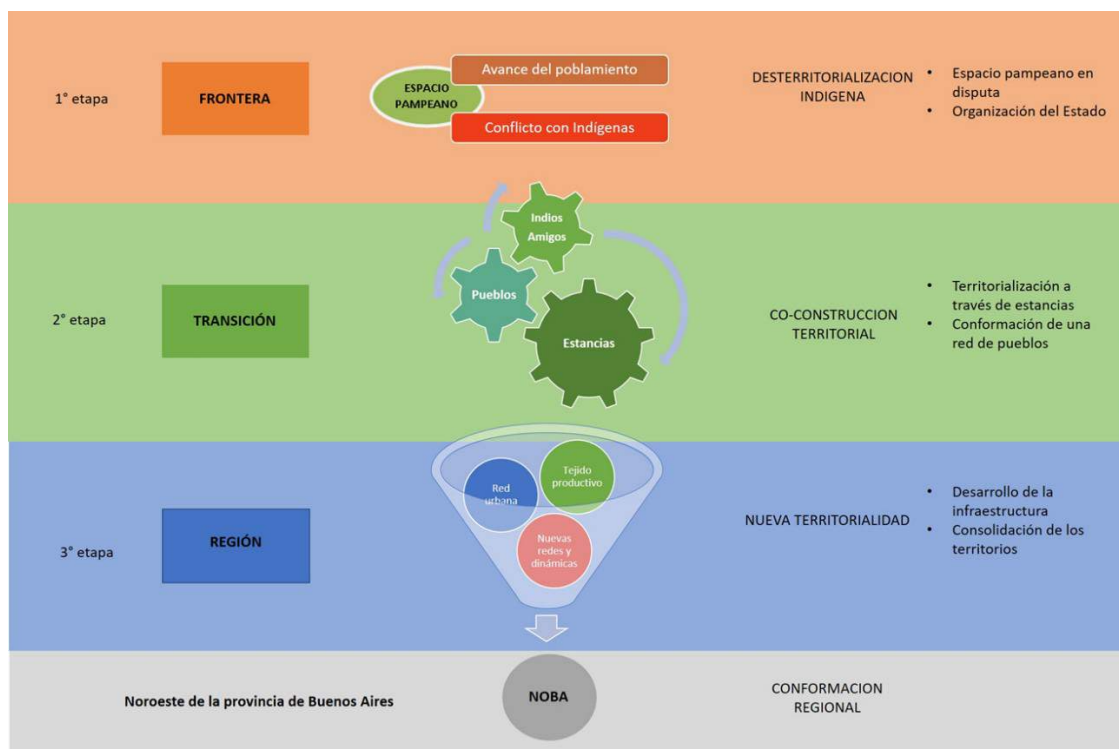 1° etapa
FRONTERA
ESPACIO
PAMPEANO
Avance del poblamiento
Conflicto con Indígenas
DESTERRITORIALIZACION
INDIGENA
• Espacio pampeano en
disputa
• Organización del Estado
2° etapa
TRANSICIÓN
Indios
Amigos
Pueblos
Estancias
CO-CONSTRUCCION
TERRITORIAL
• Territorialización a
través de estancias
• Conformación de una
red de pueblos
3° etapa
REGIÓN
Red
urbana
Tejido
productivo
Nuevas
redes y
dinámicas
NUEVA TERRITORIALIDAD
• Desarrollo de la
infraestructura
• Consolidación de los
territorios
Noroeste de la provincia de Buenos Aires
NOBA
CONFORMACION
REGIONAL